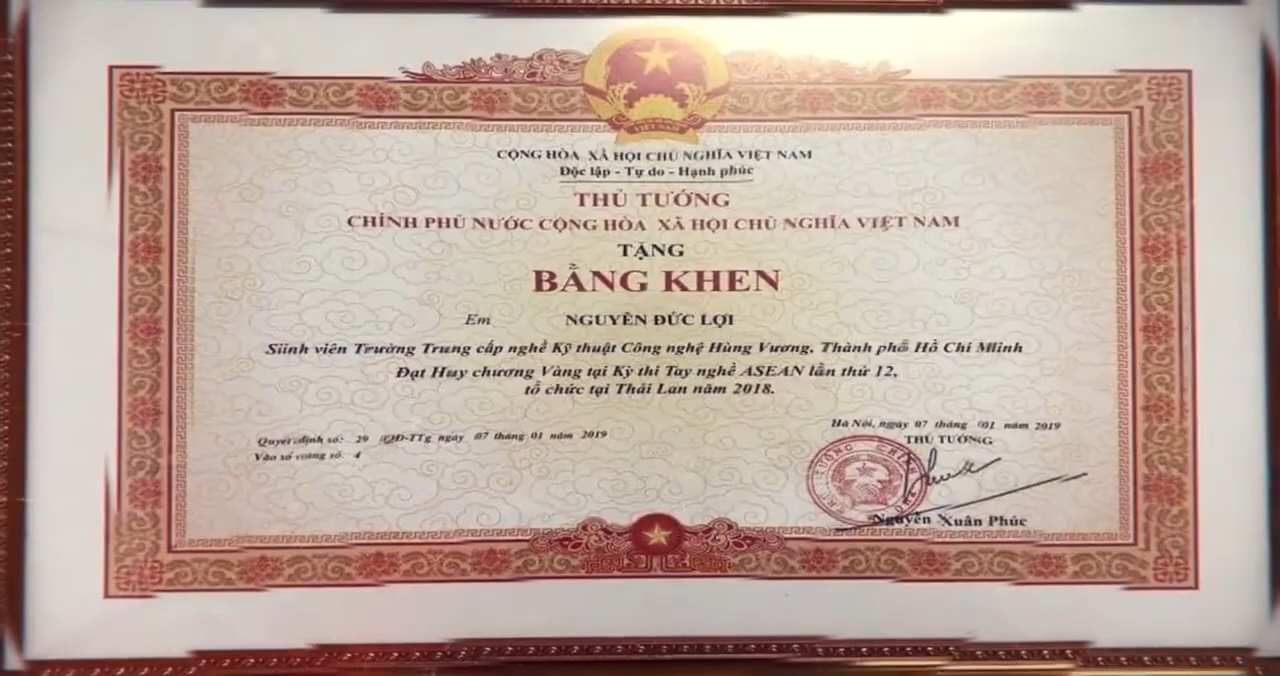 VIỆT NAM
CỘNG HÒA XÃ HỘI CHỦ NGHĨA VIỆT NAM
Độc lập - Tự do - Hạnh phúc
THỦ TƯỚNG
CHÍNH PHỦ NƯỚC CỘNG HÒA XÃ HỘI CHỦ NGHĨA VIỆT NAM
TẶNG
BẰNG KHEN
Em NGUYỄN ĐỨC LỢI
Siinh viên Trường Trung cấp nghề Kỹ thuật Công nghệ Hùng Vương, Thành phố Hồ Chí Minh
Đạt Huy chương Vàng tại Kỳ thi Tay nghề ASEAN lần thứ 12,
tổ chức tại Thái Lan năm 2018.
Quyết định số: 29 /QĐ-TTg ngày 07 tháng 01 năm 2019
Vào sổ vàng số: 4
Hà Nội, ngày 07 tháng 01 năm 2019
THỦ TƯỚNG
Nguyễn Xuân Phúc